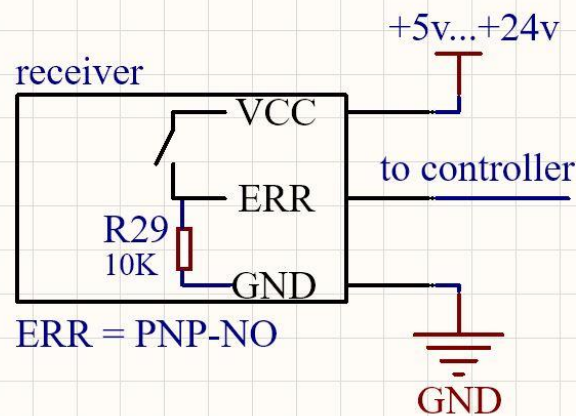 +5v...+24v
receiver
VCC
to controller
ERR
R29
10K
GND
ERR = PNP-NO
GND